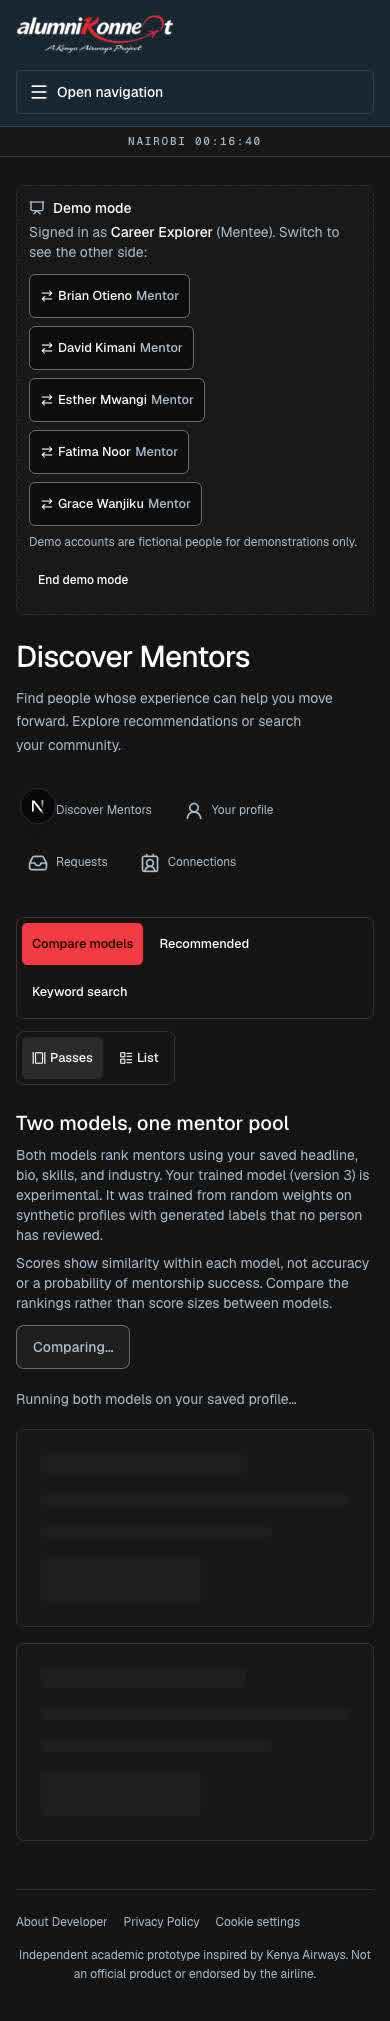 alumniKonnect
A Kenya Airways Project
Open navigation
NAIROBI 00:16:40
Demo mode
Signed in as Career Explorer (Mentee). Switch to
see the other side:
Brian Otieno Mentor
David Kimani Mentor
Esther Mwangi Mentor
Fatima Noor Mentor
Grace Wanjiku Mentor
Demo accounts are fictional people for demonstrations only.
End demo mode
Discover Mentors
Find people whose experience can help you move
forward. Explore recommendations or search
your community.
N
Discover Mentors
Your profile
Requests
Connections
Compare models
Recommended
Keyword search
Passes
List
Two models, one mentor pool
Both models rank mentors using your saved headline,
bio, skills, and industry. Your trained model (version 3) is
experimental. It was trained from random weights on
synthetic profiles with generated labels that no person
has reviewed.
Scores show similarity within each model, not accuracy
or a probability of mentorship success. Compare the
rankings rather than score sizes between models.
Comparing…
Running both models on your saved profile…
About Developer
Privacy Policy
Cookie settings
Independent academic prototype inspired by Kenya Airways. Not
an official product or endorsed by the airline.